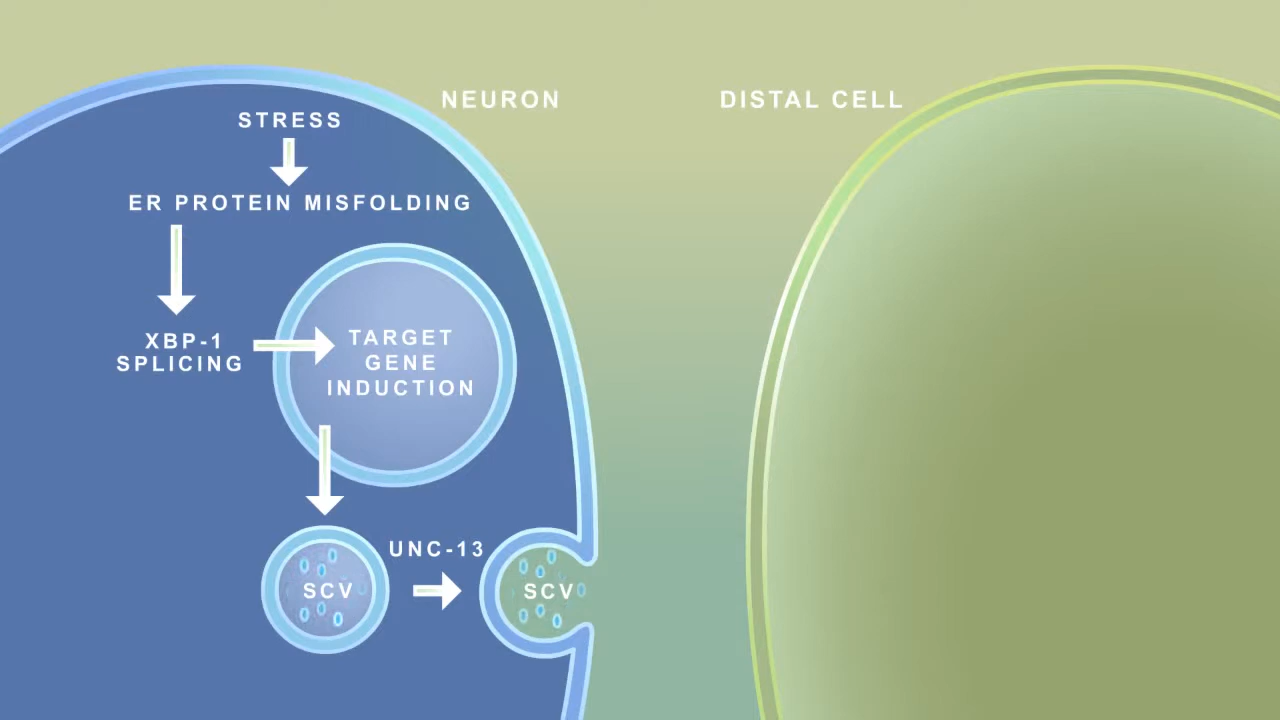 NEURON
DISTAL CELL
STRESS
ER PROTEIN MISFOLDING
XBP-1
SPLICING
TARGET
GENE
INDUCTION
UNC-13
SCV
SCV